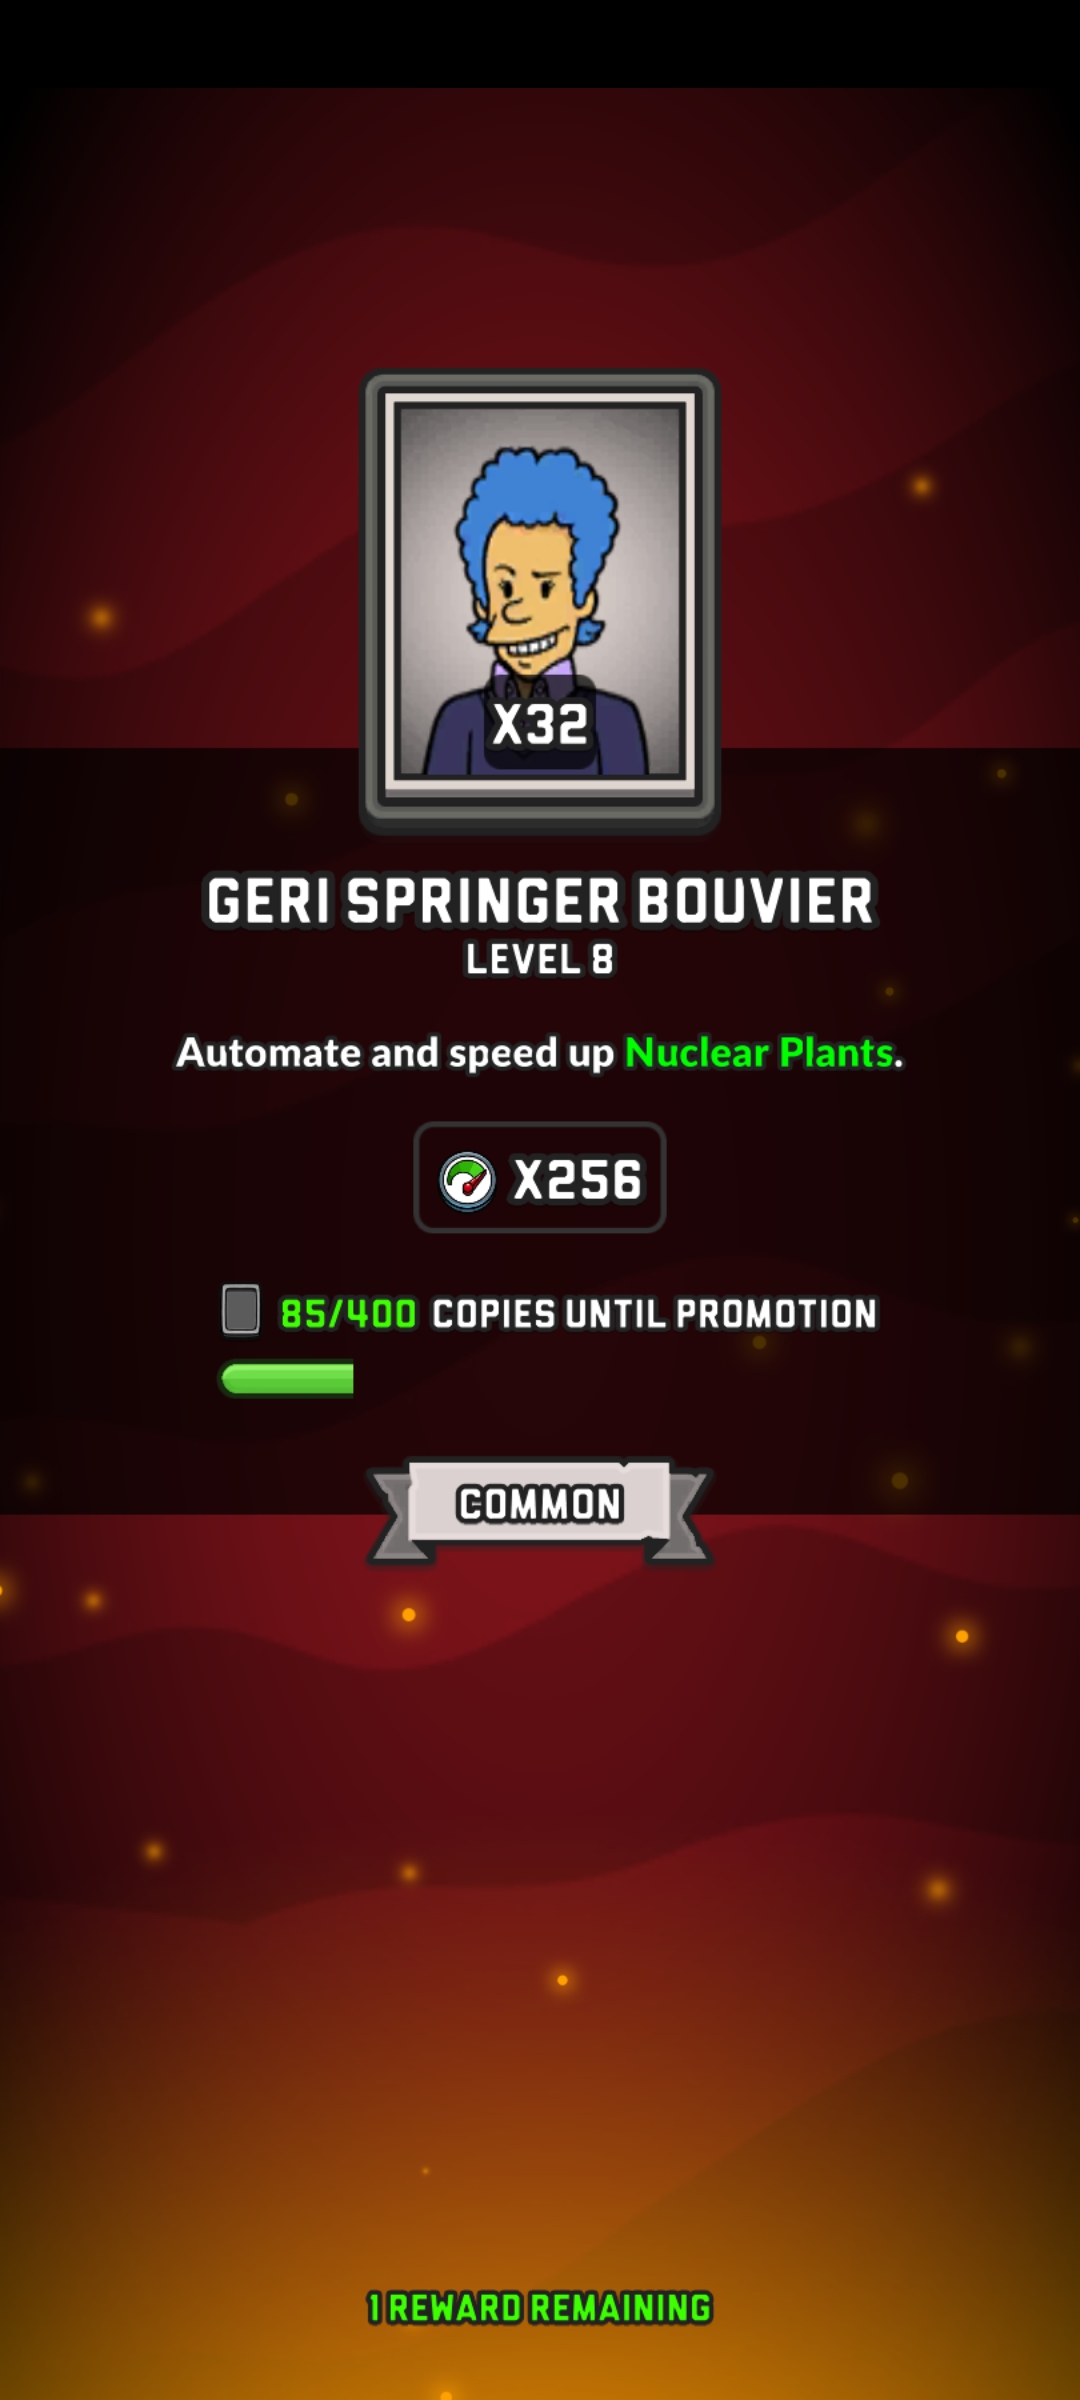 X32
GERI SPRINGER BOUVIER
LEVEL 8
Automate and speed up Nuclear Plants.
X256
85/400 COPIES UNTIL PROMOTION
COMMON
1 REWARD REMAINING